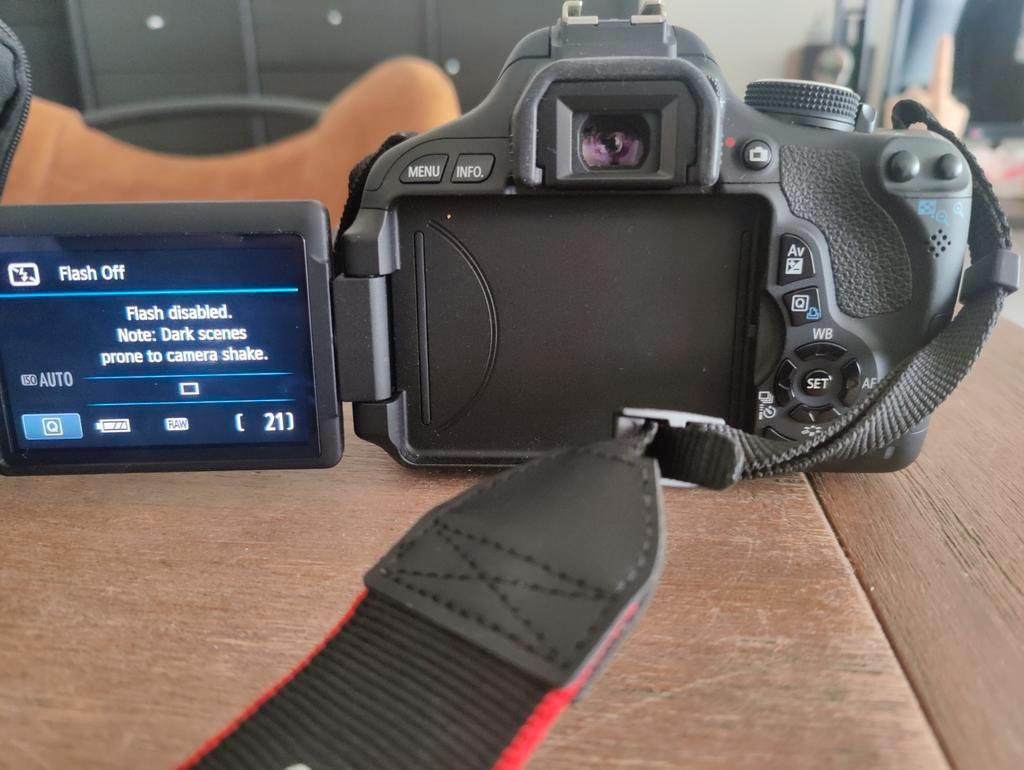 MENU
INFO.
Flash Off
Flash disabled.
Note: Dark scenes
prone to camera shake.
ISO AUTO
Q
RAW
[ 21]
Av
Q
WB
SET
AF